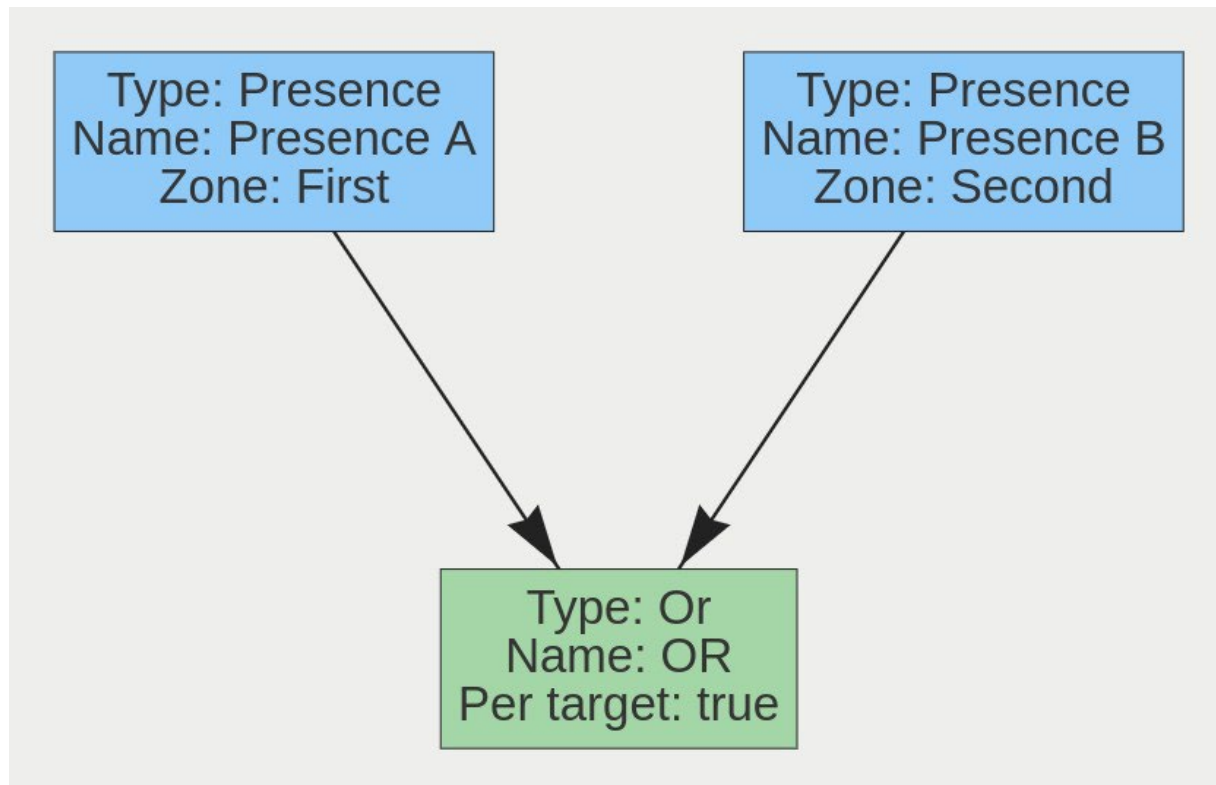 Type: Presence
Name: Presence A
Zone: First
Type: Presence
Name: Presence B
Zone: Second
Type: Or
Name: OR
Per target: true